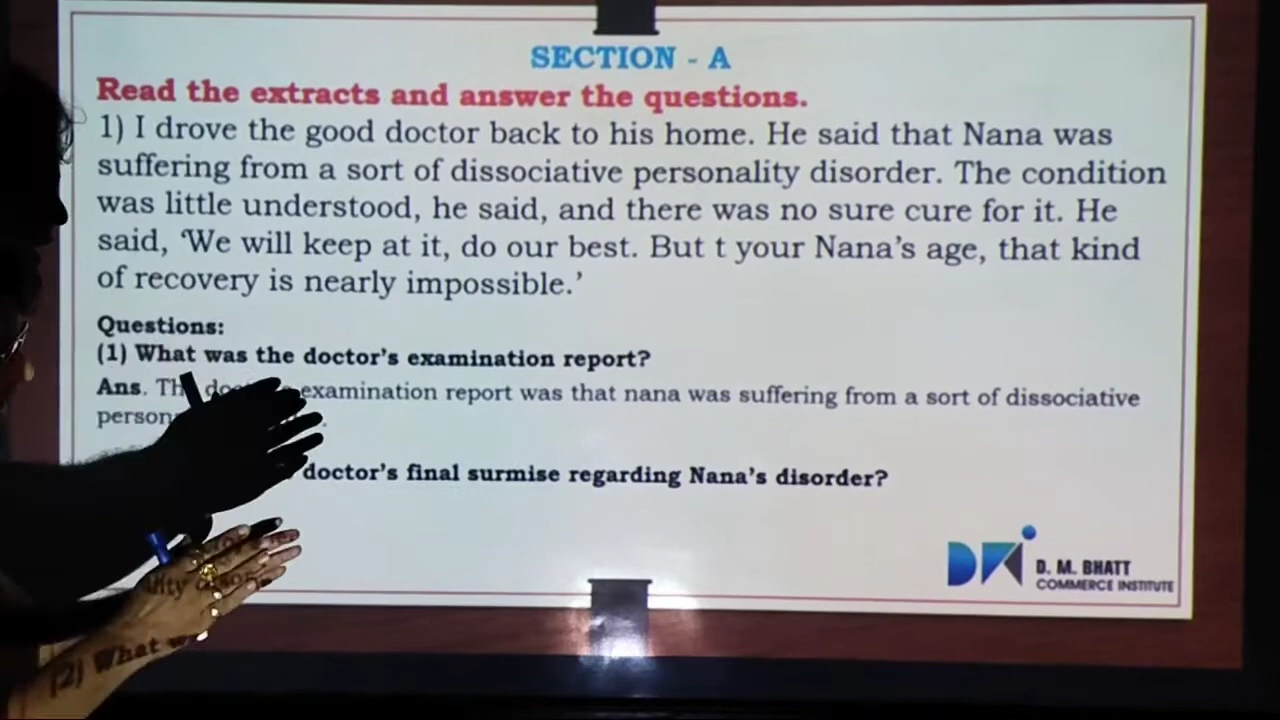 SECTION - A
Read the extracts and answer the questions.
1) I drove the good doctor back to his home. He said that Nana was
suffering from a sort of dissociative personality disorder. The condition
was little understood, he said, and there was no sure cure for it. He
said, ‘We will keep at it, do our best. But t your Nana’s age, that kind
of recovery is nearly impossible.’
Questions:
(1) What was the doctor’s examination report?
Ans. examination report was that nana was suffering from a sort of dissociative
doctor’s final surmise regarding Nana’s disorder?
(2) What
D. M. BHATT
COMMERCE INSTITUTE